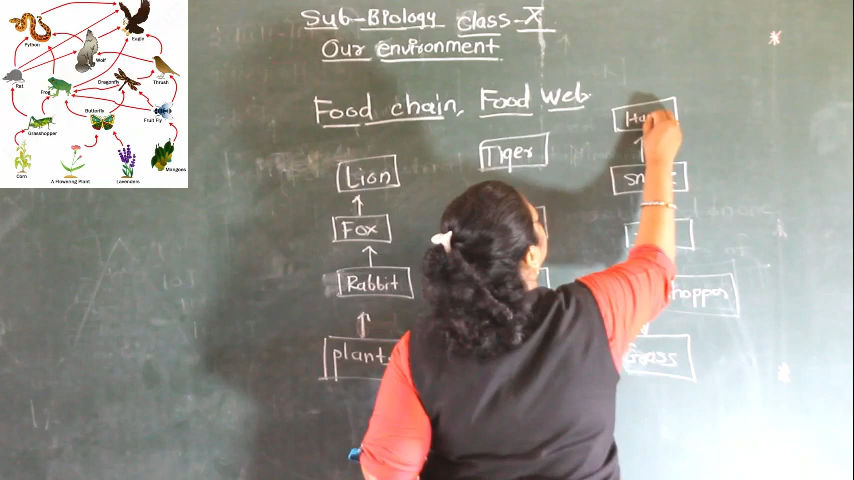 Sub-Biology class-X
Our environment
Food chain, Food Web.
Lion
Fox
Rabbit
plant
Tiger
Grass
Python
Eagle
Wolf
Rat
Frog
Dragonfly
Thrush
Butterfly
Grasshopper
Fruit Fly
Corn
A Flowering Plant
Lavenders
Mangoes